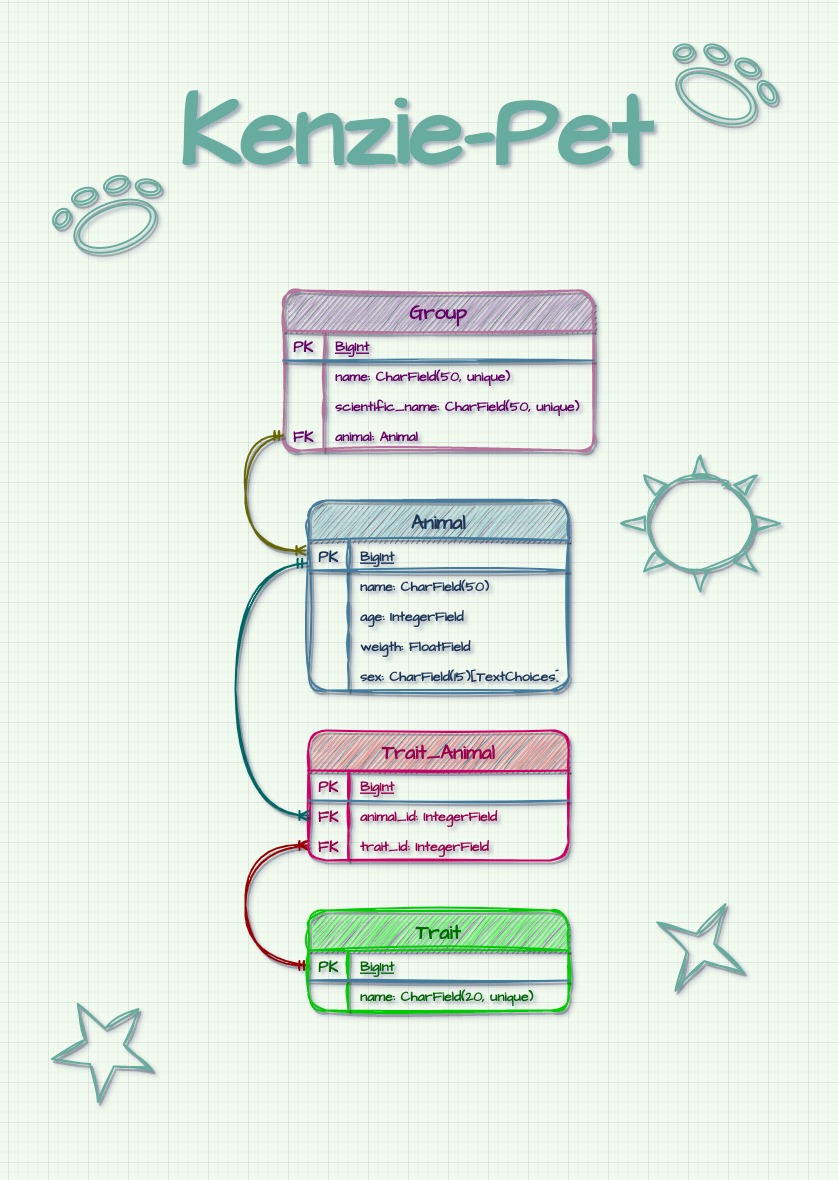 Kenzie-Pet
Group
PK BigInt
name: CharField(50, unique)
scientific_name: CharField(50, unique)
FK animal: Animal
Animal
PK BigInt
name: CharField(50)
age: IntegerField
weigth: FloatField
sex: CharField(15)[TextChoices]
Trait_Animal
PK BigInt
FK animal_id: IntegerField
FK trait_id: IntegerField
Trait
PK BigInt
name: CharField(20, unique)